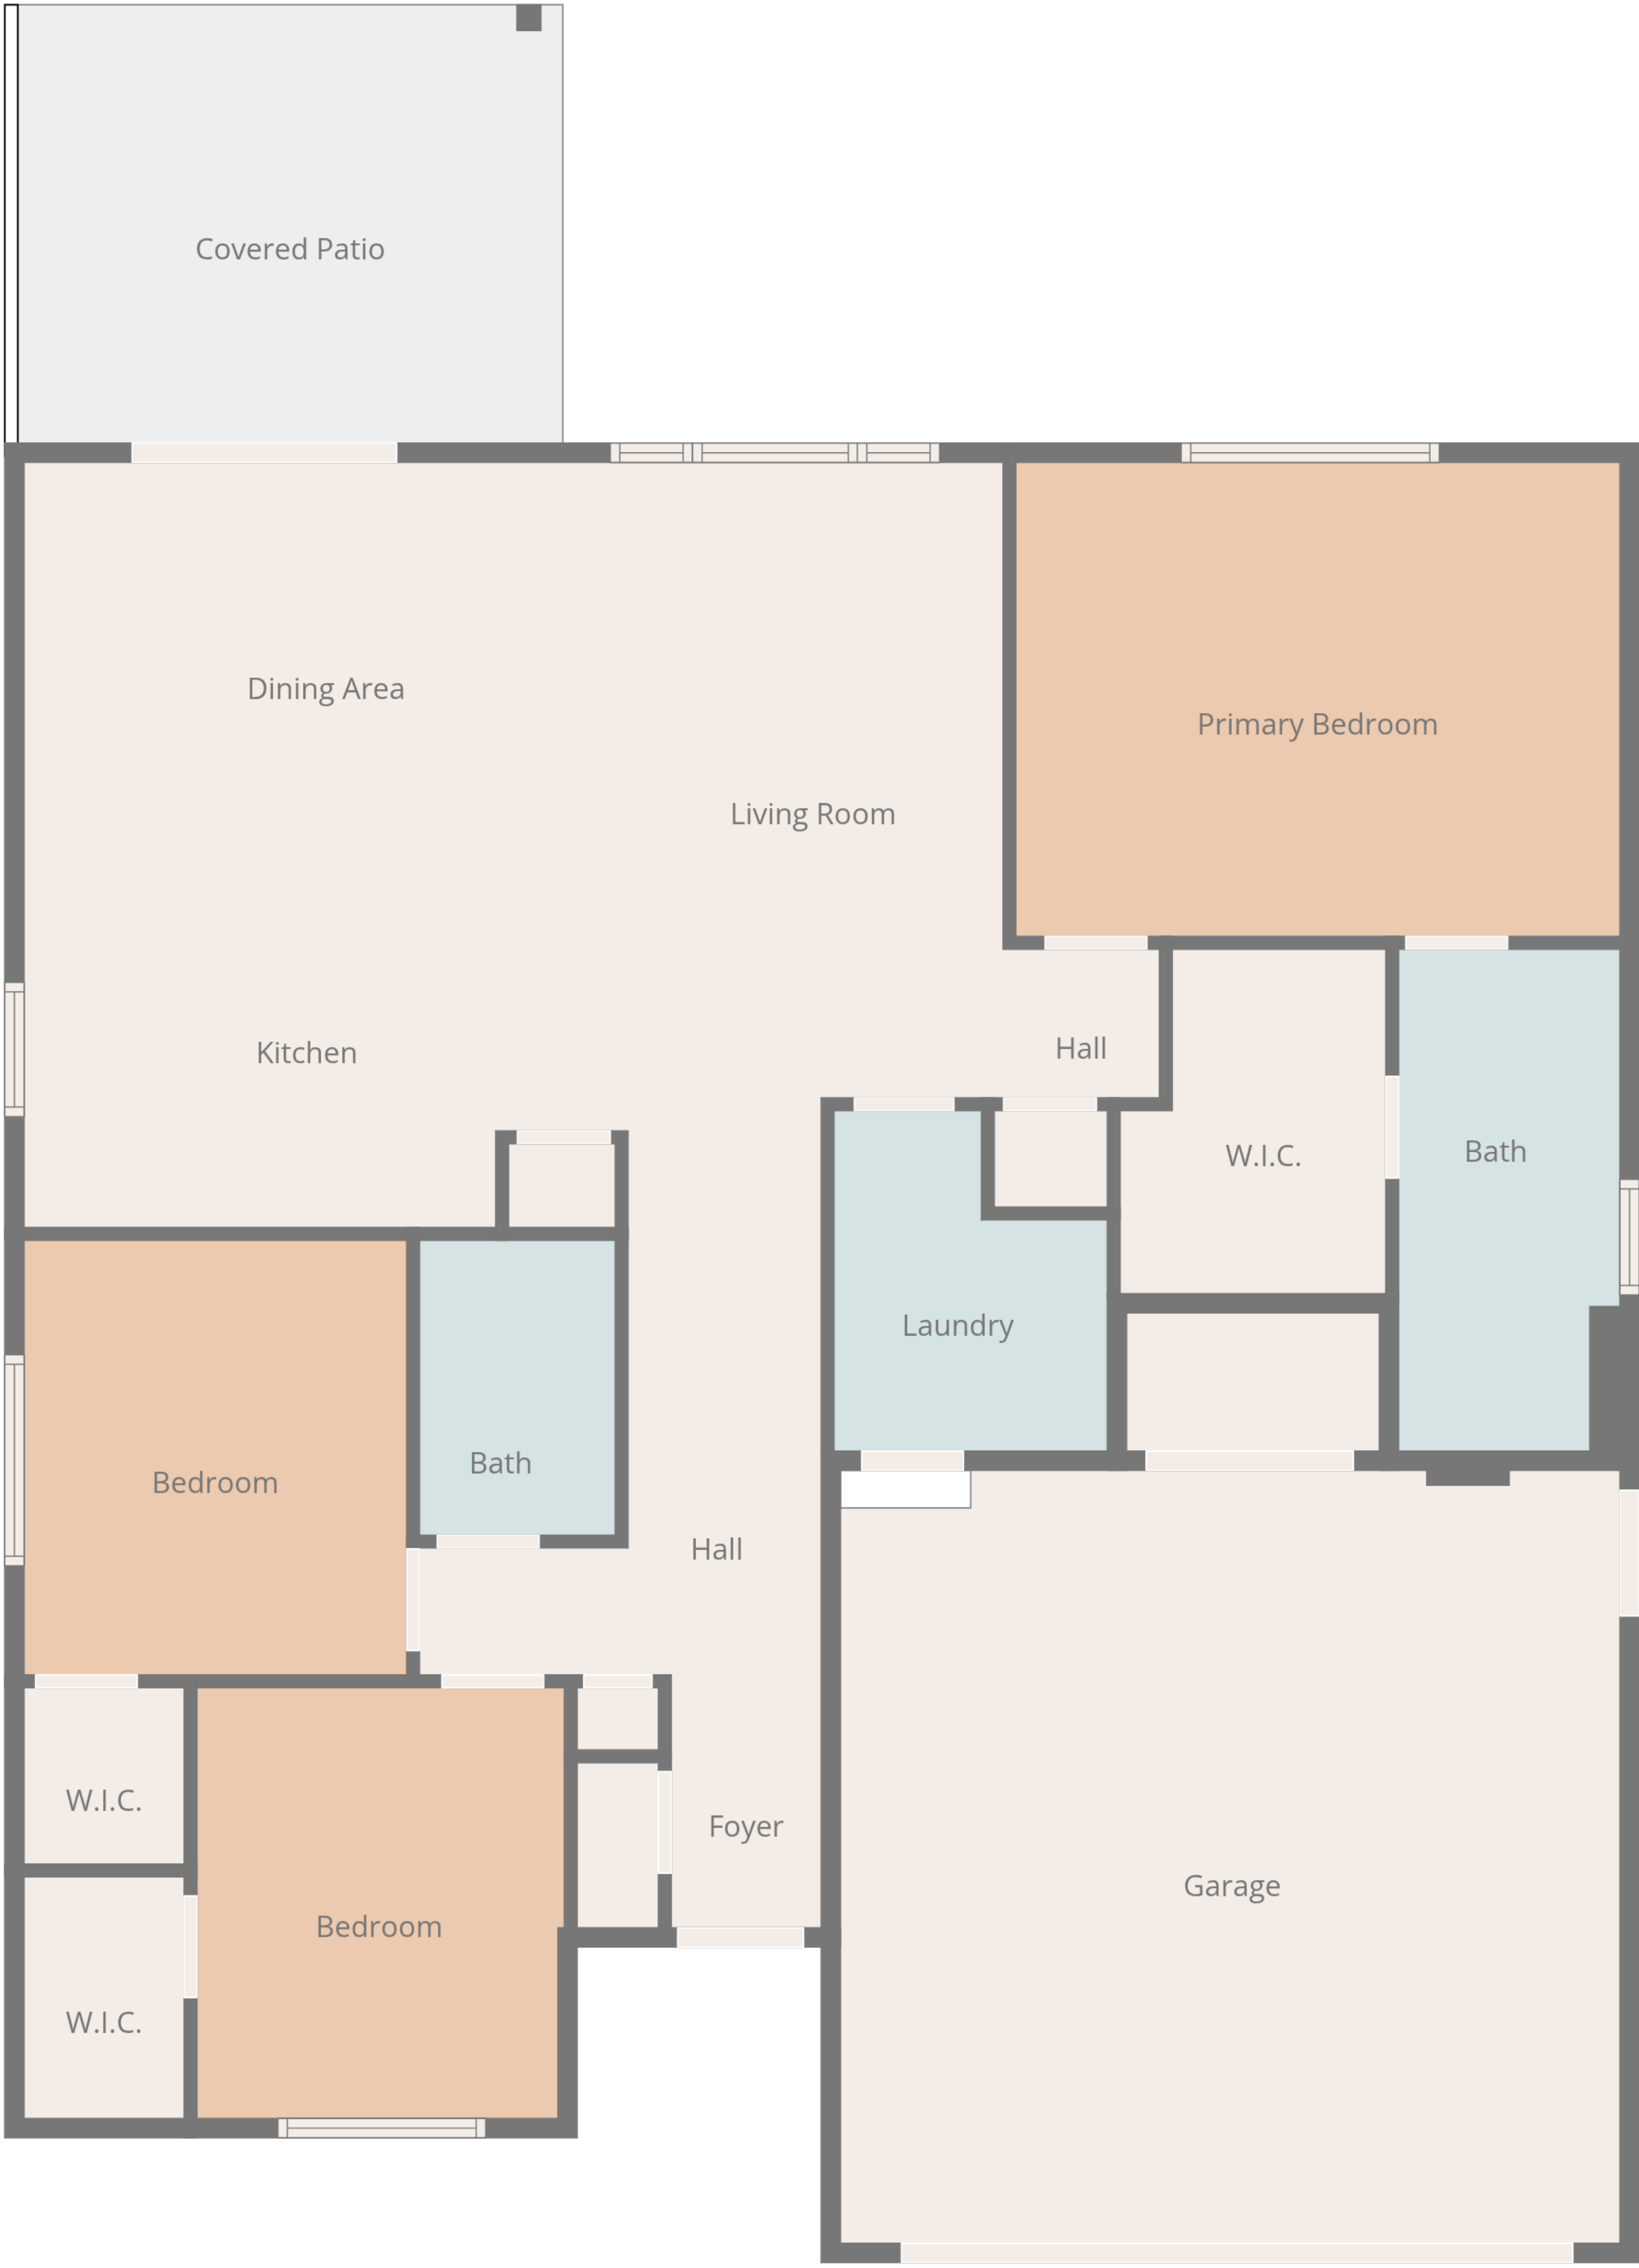 Covered Patio
Dining Area
Primary Bedroom
Living Room
Kitchen
Hall
W.I.C.
Bath
Laundry
Bedroom
Bath
Hall
W.I.C.
Foyer
Garage
Bedroom
W.I.C.